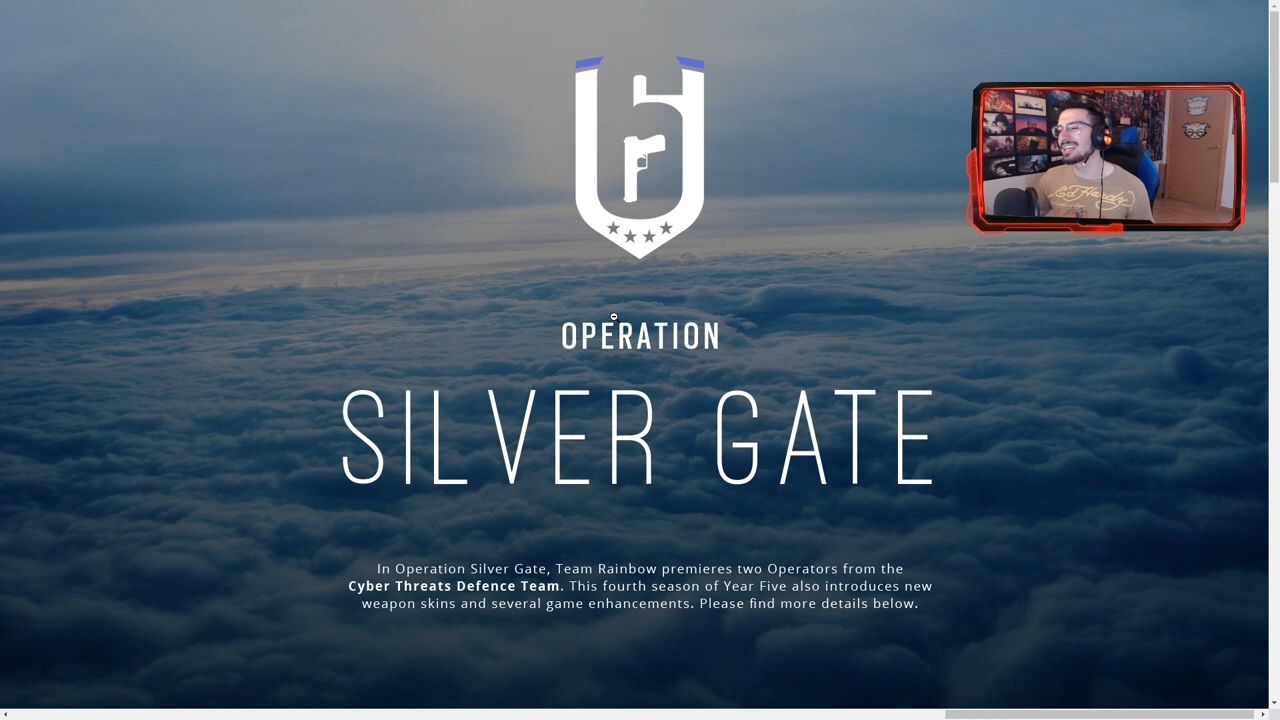 OPERATION
SILVER GATE
In Operation Silver Gate, Team Rainbow premieres two Operators from the
Cyber Threats Defence Team. This fourth season of Year Five also introduces new
weapon skins and several game enhancements. Please find more details below.
Ed Hardy